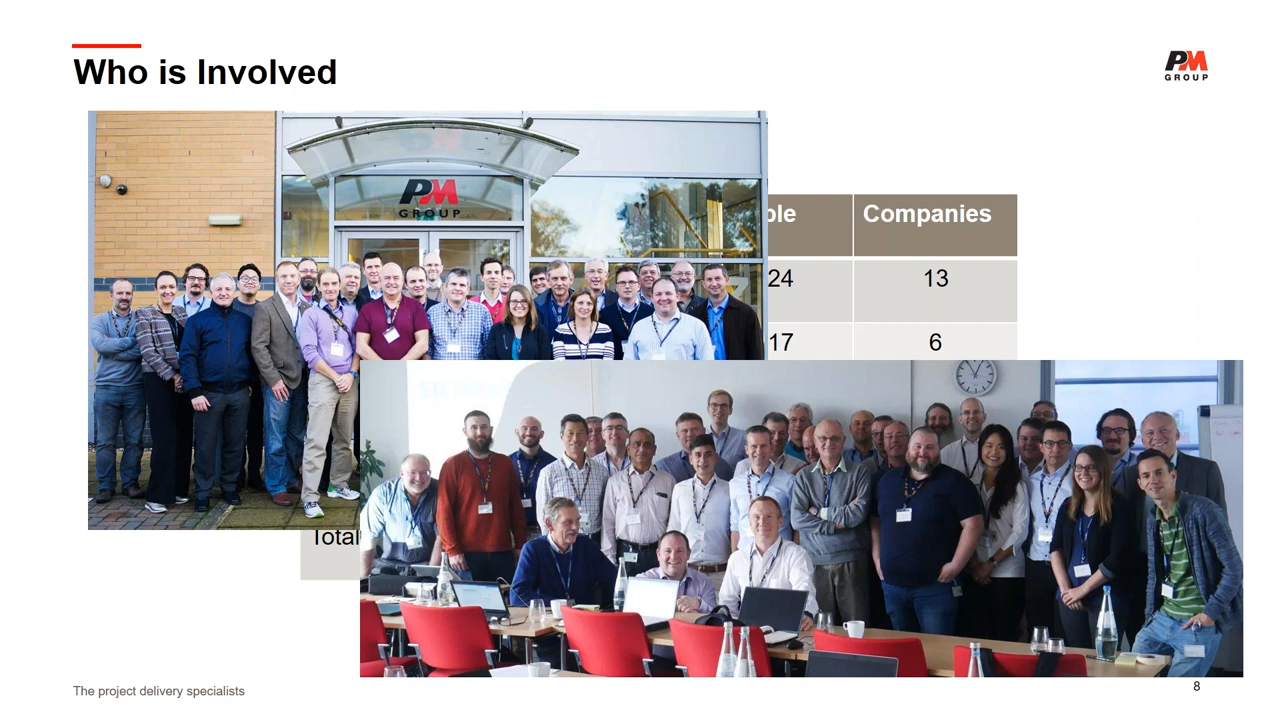 Who is Involved
PM
GROUP
PM
GROUP
ple Companies
24 13
17 6
Total
The project delivery specialists
8